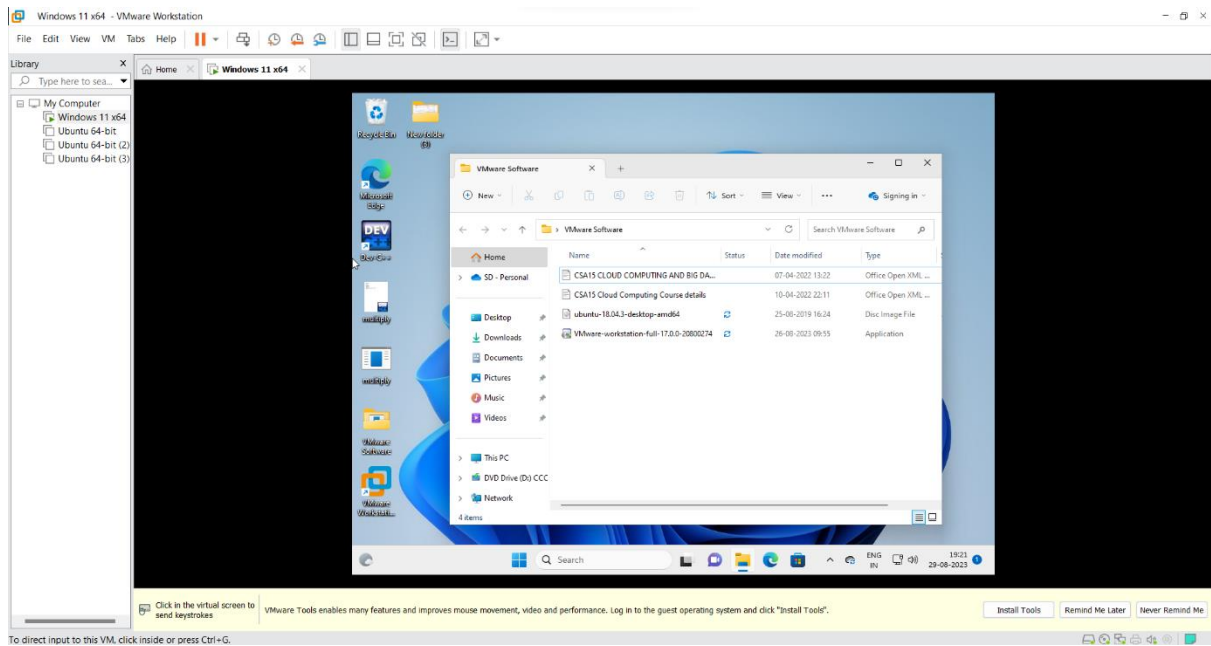 Windows 11 x64 - VMware Workstation
File Edit View VM Tabs Help
Library X
Type here to sea...
Home
Windows 11 x64
My Computer
Windows 11 x64
Ubuntu 64-bit
Ubuntu 64-bit (2)
Ubuntu 64-bit (3)
Recycle Bin
New folder (3)
Microsoft Edge
DEV
Dev-C++
multiply
multiply
VMware Software
VMware Workstati...
VMware Software
New
Sort
View
Signing in
VMware Software
Search VMware Software
Home
SD - Personal
Desktop
Downloads
Documents
Pictures
Music
Videos
This PC
DVD Drive (D:) CCC
Network
Name Status Date modified Type
CSA15 CLOUD COMPUTING AND BIG DA... 07-04-2022 13:22 Office Open XML ...
CSA15 Cloud Computing Course details 10-04-2022 22:11 Office Open XML ...
ubuntu-18.04.3-desktop-amd64 25-08-2019 16:24 Disc Image File
VMware-workstation-full-17.0.0-20800274 26-08-2023 09:55 Application
4 items
Search
ENG
IN
19:21
29-08-2023
Click in the virtual screen to
send keystrokes
VMware Tools enables many features and improves mouse movement, video and performance. Log in to the guest operating system and click "Install Tools".
Install Tools Remind Me Later Never Remind Me
To direct input to this VM, click inside or press Ctrl+G.